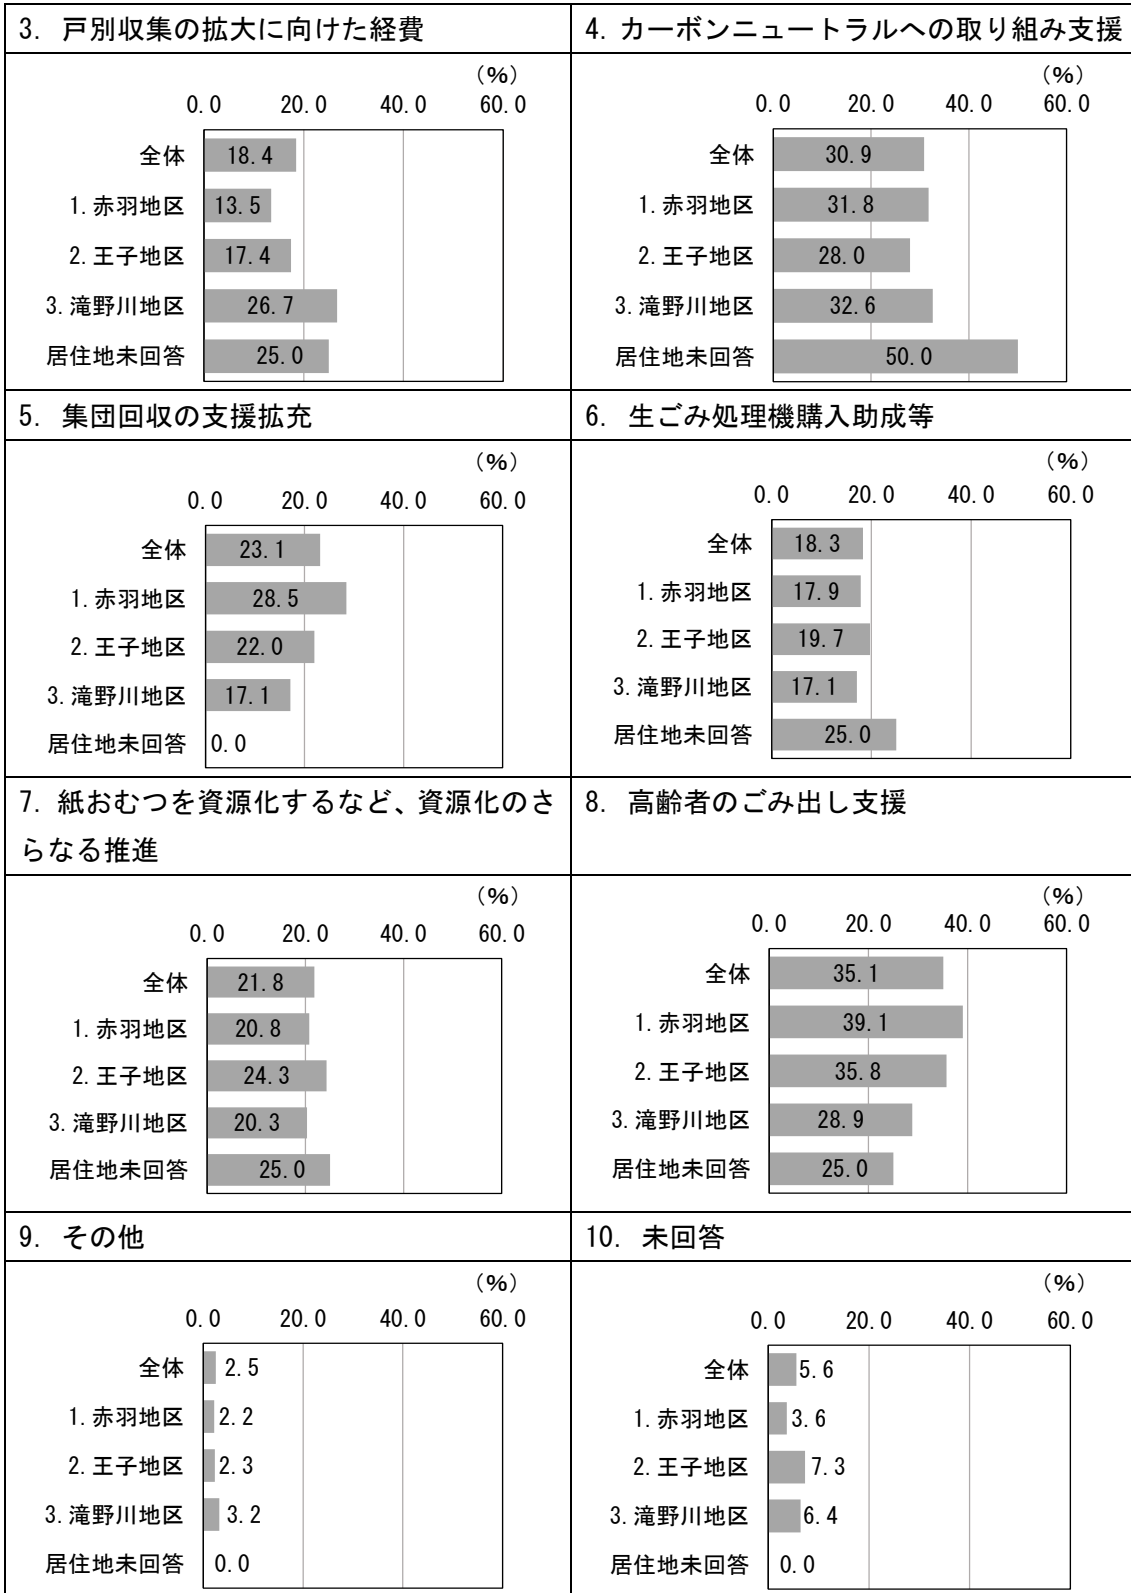 3. 戸別収集の拡大に向けた経費
(%)
0.0 20.0 40.0 60.0
全体 18.4
1.赤羽地区 13.5
2.王子地区 17.4
3.滝野川地区 26.7
居住地未回答 25.0
4.カーボンニュートラルへの取り組み支援
(%)
0.0 20.0 40.0 60.0
全体 30.9
1.赤羽地区 31.8
2.王子地区 28.0
3.滝野川地区 32.6
居住地未回答 50.0
5. 集団回収の支援拡充
(%)
0.0 20.0 40.0 60.0
全体 23.1
1.赤羽地区 28.5
2.王子地区 22.0
3.滝野川地区 17.1
居住地未回答 0.0
6. 生ごみ処理機購入助成等
(%)
0.0 20.0 40.0 60.0
全体 18.3
1.赤羽地区 17.9
2.王子地区 19.7
3.滝野川地区 17.1
居住地未回答 25.0
7. 紙おむつを資源化するなど、資源化のさ
らなる推進
(%)
0.0 20.0 40.0 60.0
全体 21.8
1.赤羽地区 20.8
2.王子地区 24.3
3.滝野川地区 20.3
居住地未回答 25.0
8. 高齢者のごみ出し支援
(%)
0.0 20.0 40.0 60.0
全体 35.1
1.赤羽地区 39.1
2.王子地区 35.8
3.滝野川地区 28.9
居住地未回答 25.0
9. その他
(%)
0.0 20.0 40.0 60.0
全体 2.5
1.赤羽地区 2.2
2.王子地区 2.3
3.滝野川地区 3.2
居住地未回答 0.0
10. 未回答
(%)
0.0 20.0 40.0 60.0
全体 5.6
1.赤羽地区 3.6
2.王子地区 7.3
3.滝野川地区 6.4
居住地未回答 0.0